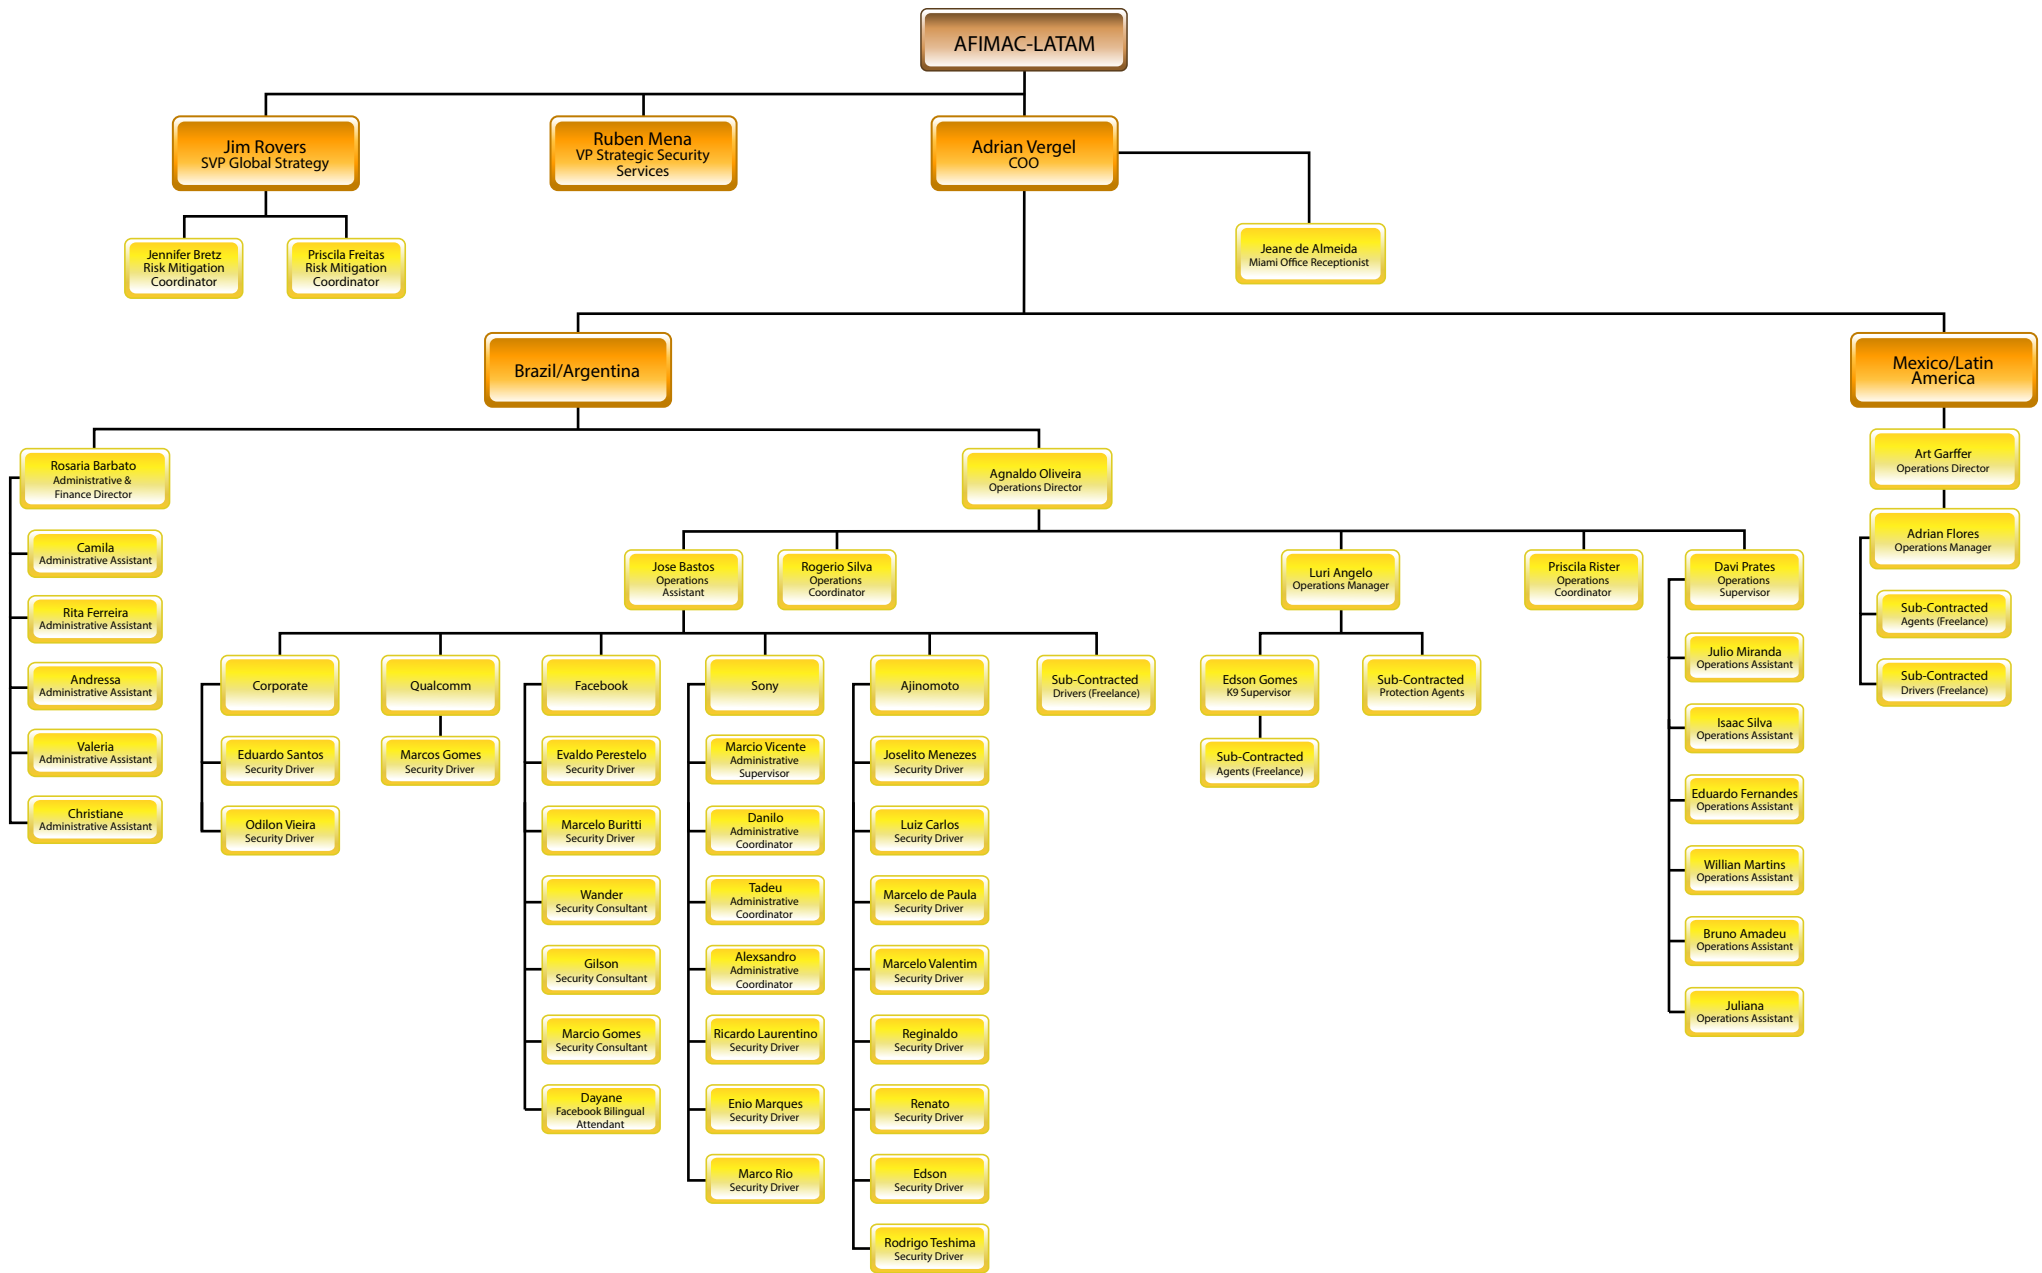 AFIMAC-LATAM
Jim Rovers
SVP Global Strategy
Ruben Mena
VP Strategic Security
Services
Adrian Vergel
COO
Jennifer Bretz
Risk Mitigation
Coordinator
Priscila Freitas
Risk Mitigation
Coordinator
Jeane de Almeida
Miami Office Receptionist
Brazil/Argentina
Mexico/Latin
America
Rosaria Barbato
Administrative &
Finance Director
Camila
Administrative Assistant
Rita Ferreira
Administrative Assistant
Andressa
Administrative Assistant
Valeria
Administrative Assistant
Christiane
Administrative Assistant
Agnaldo Oliveira
Operations Director
Jose Bastos
Operations
Assistant
Rogerio Silva
Operations
Coordinator
Luri Angelo
Operations Manager
Priscila Rister
Operations
Coordinator
Davi Prates
Operations
Supervisor
Corporate
Eduardo Santos
Security Driver
Odilon Vieira
Security Driver
Qualcomm
Marcos Gomes
Security Driver
Facebook
Evaldo Perestelo
Security Driver
Marcelo Buritti
Security Driver
Wander
Security Consultant
Gilson
Security Consultant
Marcio Gomes
Security Consultant
Dayane
Facebook Bilingual
Attendant
Sony
Marcio Vicente
Administrative
Supervisor
Danilo
Administrative
Coordinator
Tadeu
Administrative
Coordinator
Alexsandro
Administrative
Coordinator
Ricardo Laurentino
Security Driver
Enio Marques
Security Driver
Marco Rio
Security Driver
Ajinomoto
Joselito Menezes
Security Driver
Luiz Carlos
Security Driver
Marcelo de Paula
Security Driver
Marcelo Valentim
Security Driver
Reginaldo
Security Driver
Renato
Security Driver
Edson
Security Driver
Rodrigo Teshima
Security Driver
Sub-Contracted
Drivers (Freelance)
Edson Gomes
K9 Supervisor
Sub-Contracted
Agents (Freelance)
Sub-Contracted
Protection Agents
Julio Miranda
Operations Assistant
Isaac Silva
Operations Assistant
Eduardo Fernandes
Operations Assistant
Willian Martins
Operations Assistant
Bruno Amadeu
Operations Assistant
Juliana
Operations Assistant
Art Garffer
Operations Director
Adrian Flores
Operations Manager
Sub-Contracted
Agents (Freelance)
Sub-Contracted
Drivers (Freelance)